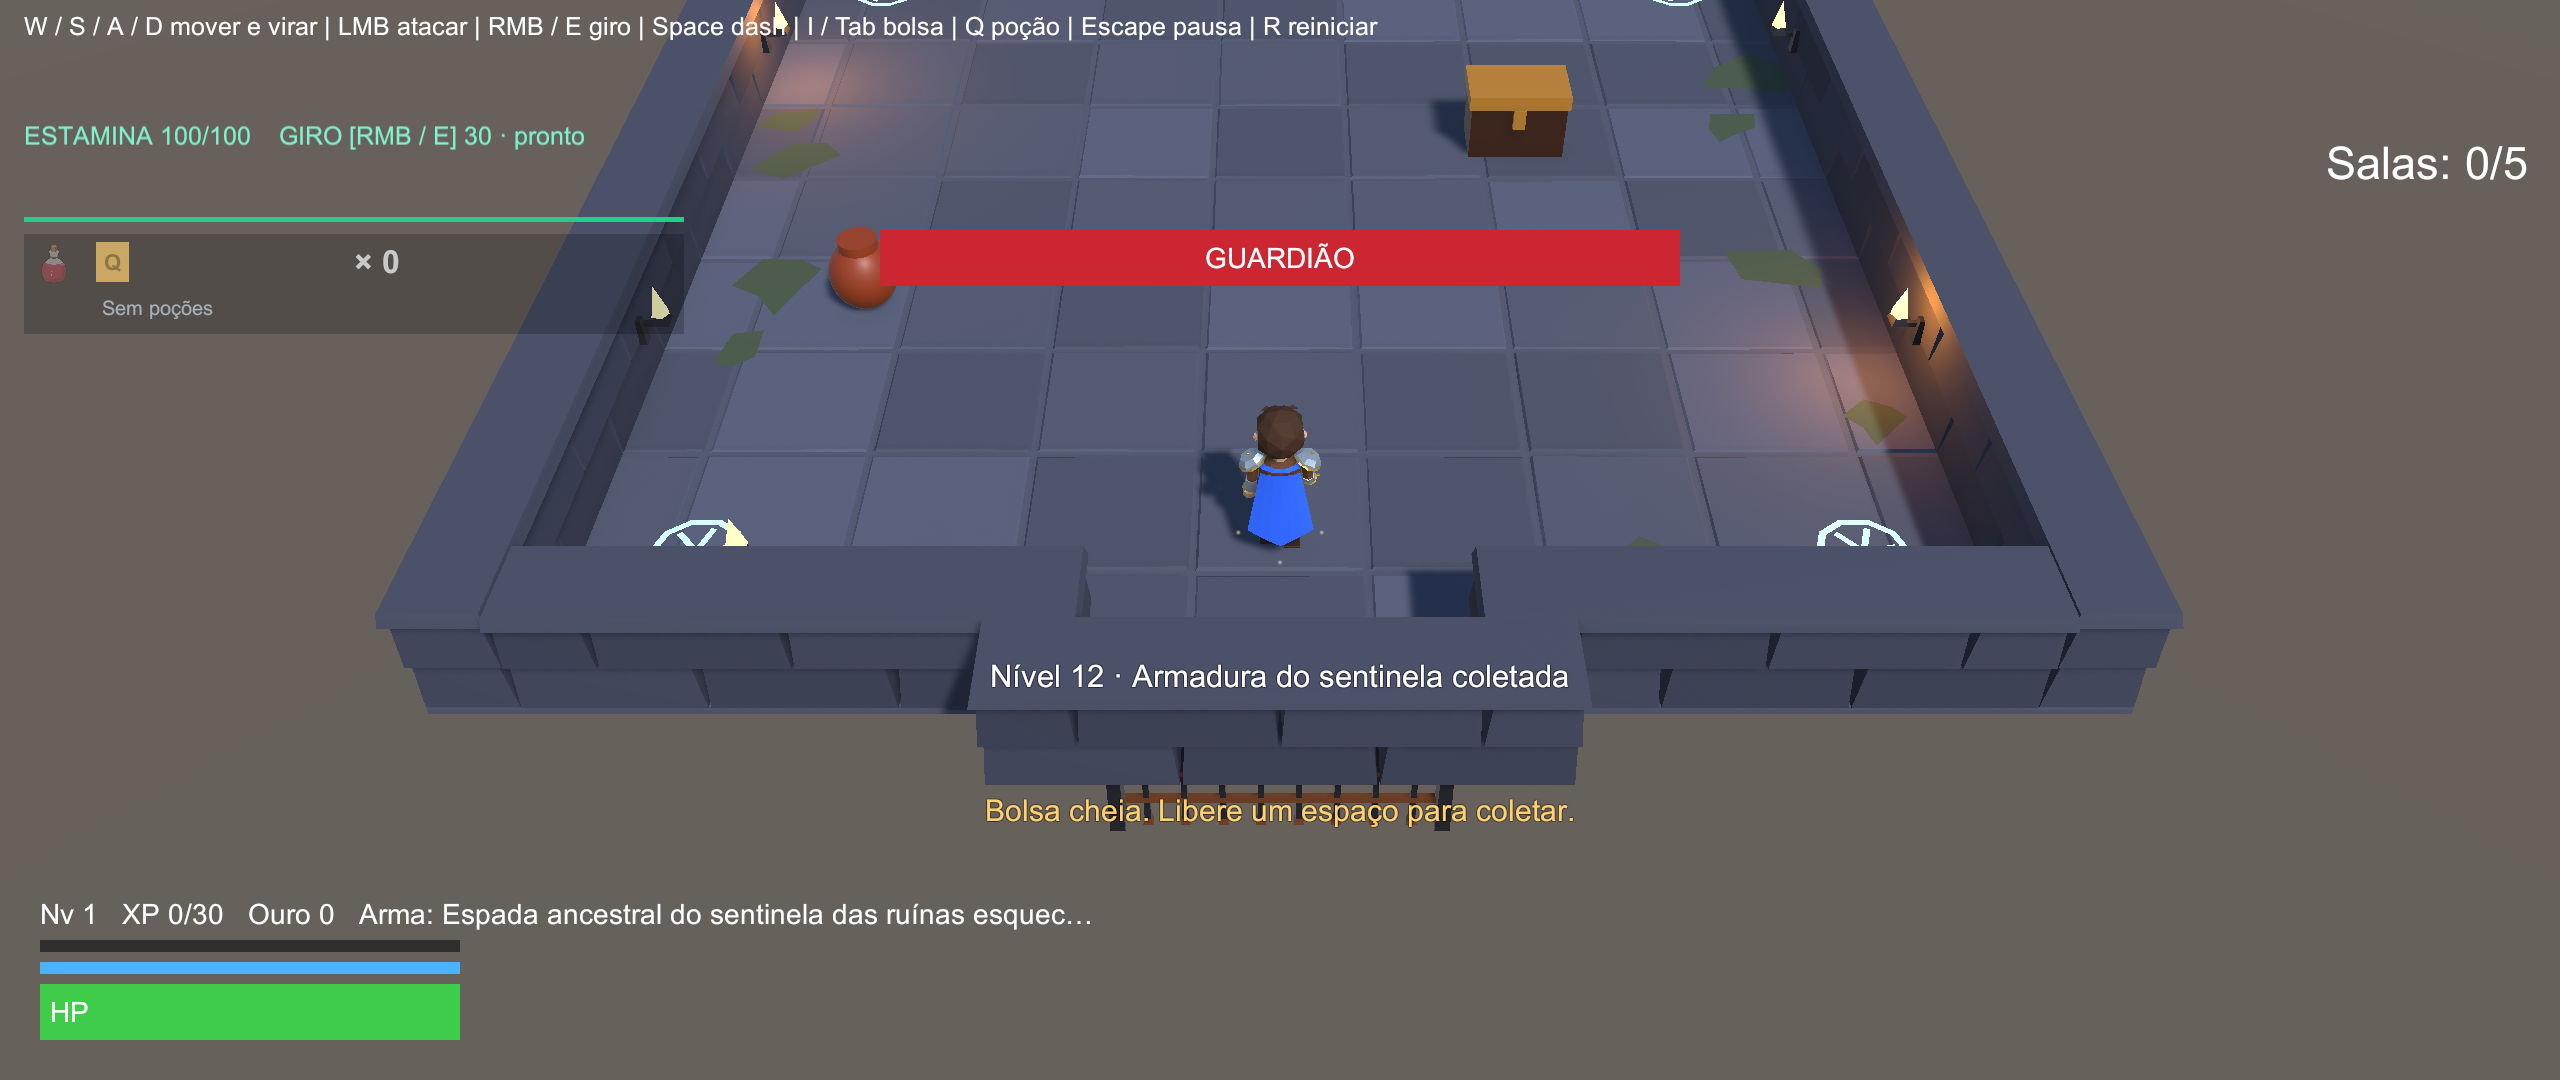 W / S / A / D mover e virar | LMB atacar | RMB / E giro | Space dash | I / Tab bolsa | Q poção | Escape pausa | R reiniciar
ESTAMINA 100/100 GIRO [RMB / E] 30 · pronto
Salas: 0/5
Q × 0
Sem poções
GUARDIÃO
Nível 12 · Armadura do sentinela coletada
Bolsa cheia. Libere um espaço para coletar.
Nv 1 XP 0/30 Ouro 0 Arma: Espada ancestral do sentinela das ruínas esquec…
HP